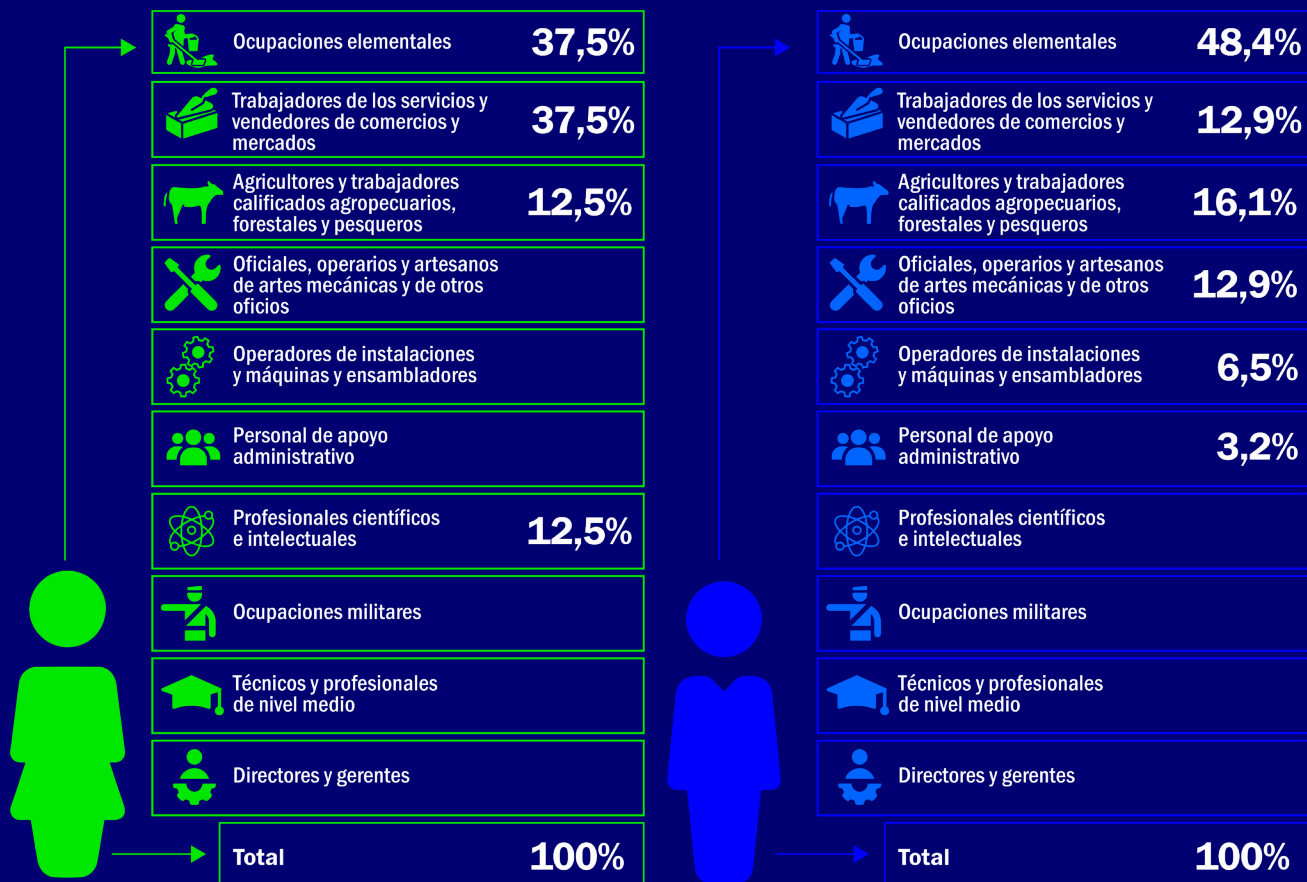 Ocupaciones elementales 37,5%
Trabajadores de los servicios y
vendedores de comercios y 37,5%
mercados
Agricultores y trabajadores
calificados agropecuarios, 12,5%
forestales y pesqueros
Oficiales, operarios y artesanos
de artes mecánicas y de otros
oficios
Operadores de instalaciones
y máquinas y ensambladores
Personal de apoyo
administrativo
Profesionales científicos
e intelectuales 12,5%
Ocupaciones militares
Técnicos y profesionales
de nivel medio
Directores y gerentes
Total 100%
Ocupaciones elementales 48,4%
Trabajadores de los servicios y
vendedores de comercios y 12,9%
mercados
Agricultores y trabajadores
calificados agropecuarios, 16,1%
forestales y pesqueros
Oficiales, operarios y artesanos
de artes mecánicas y de otros 12,9%
oficios
Operadores de instalaciones
y máquinas y ensambladores 6,5%
Personal de apoyo
administrativo 3,2%
Profesionales científicos
e intelectuales
Ocupaciones militares
Técnicos y profesionales
de nivel medio
Directores y gerentes
Total 100%